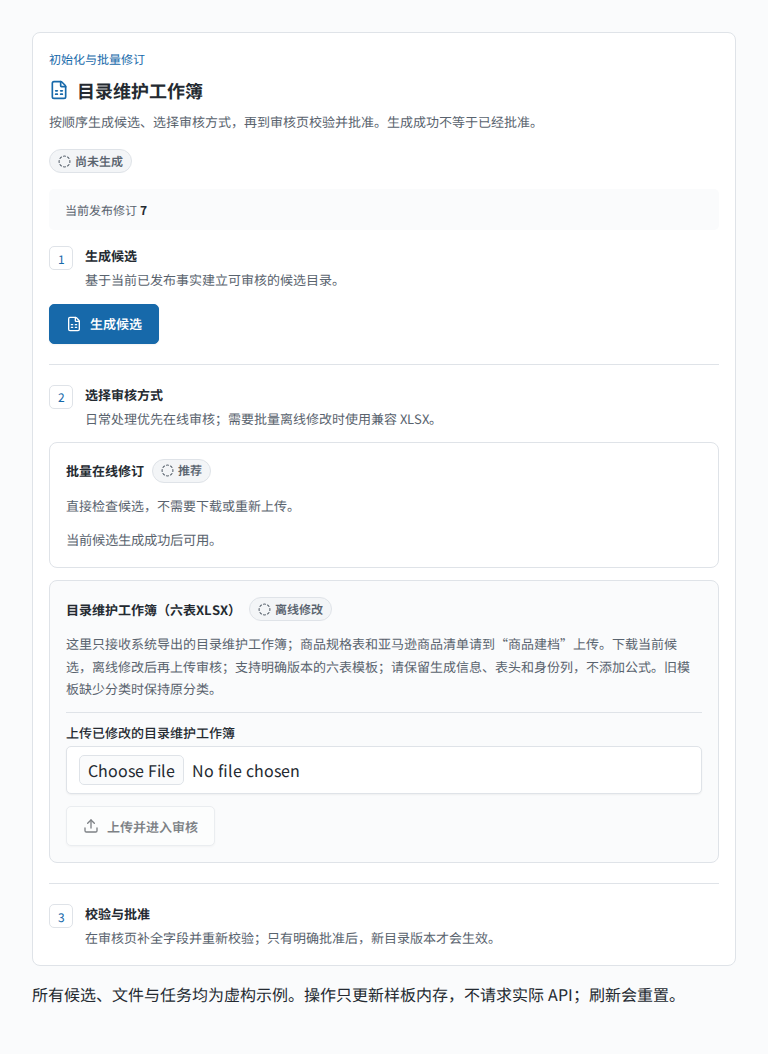 初始化与批量修订
目录维护工作簿
按顺序生成候选、选择审核方式，再到审核页校验并批准。生成成功不等于已经批准。
尚未生成
当前发布修订 7
1 生成候选
基于当前已发布事实建立可审核的候选目录。
生成候选
2 选择审核方式
日常处理优先在线审核；需要批量离线修改时使用兼容 XLSX。
批量在线修订 推荐
直接检查候选，不需要下载或重新上传。
当前候选生成成功后可用。
目录维护工作簿（六表XLSX） 离线修改
这里只接收系统导出的目录维护工作簿；商品规格表和亚马逊商品清单请到“商品建档”上传。下载当前候
选，离线修改后再上传审核；支持明确版本的六表模板；请保留生成信息、表头和身份列，不添加公式。旧模
板缺少分类时保持原分类。
上传已修改的目录维护工作簿
Choose File No file chosen
上传并进入审核
3 校验与批准
在审核页补全字段并重新校验；只有明确批准后，新目录版本才会生效。
所有候选、文件与任务均为虚构示例。操作只更新样板内存，不请求实际 API；刷新会重置。